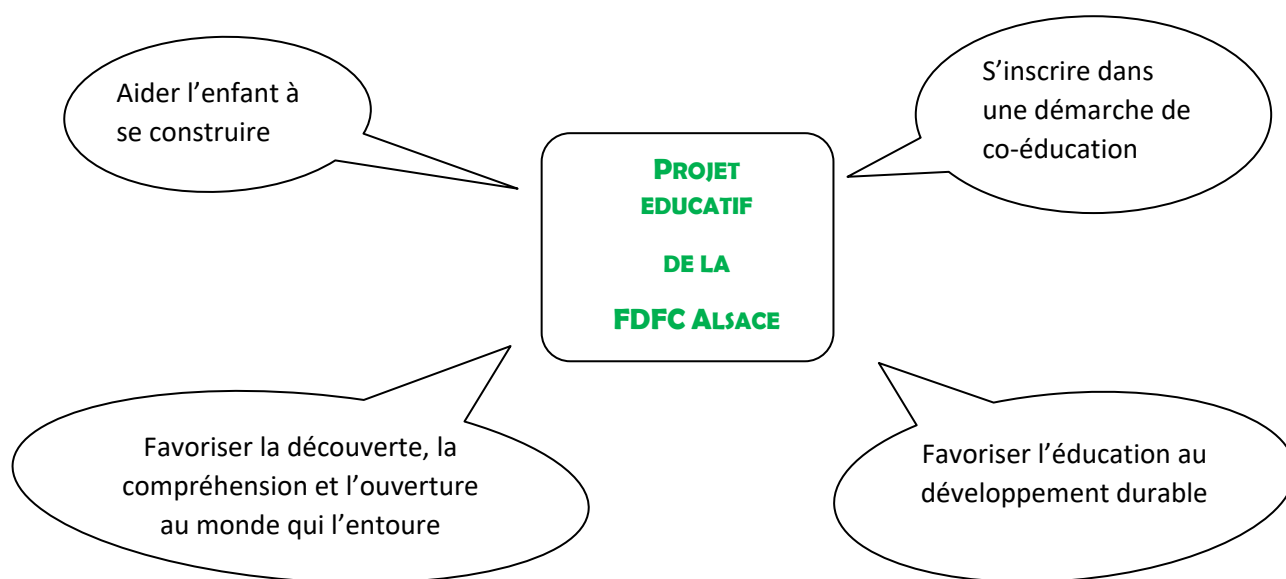 Aider l'enfant à
se construire
S'inscrire dans
une démarche de
co-éducation
PROJET
EDUCATIF
DE LA
FDFC ALSACE
Favoriser la découverte, la
compréhension et l'ouverture
au monde qui l'entoure
Favoriser l'éducation au
développement durable